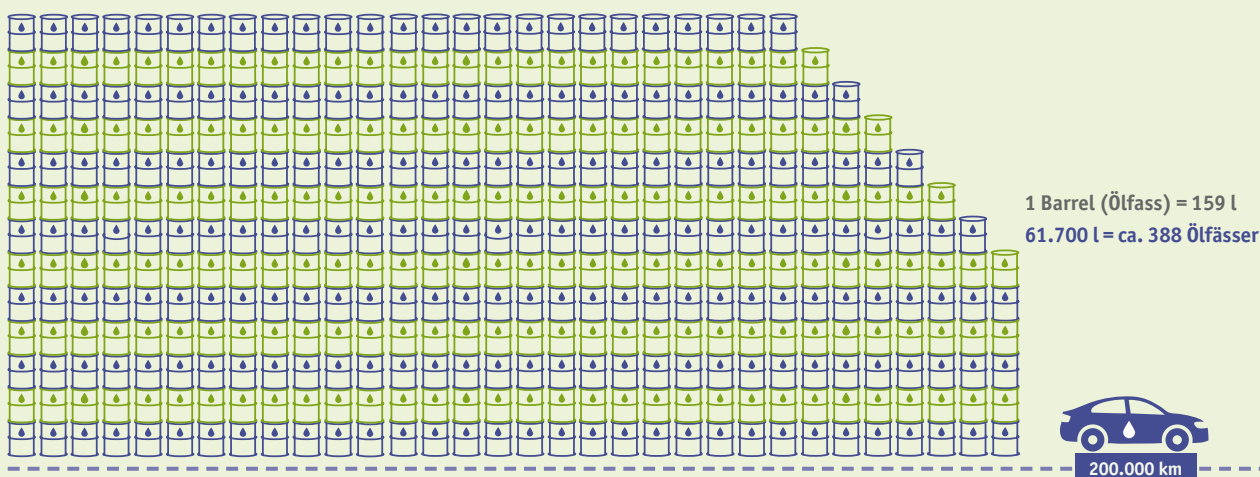 1 Barrel (Ölfass) = 159 l
61.700 l = ca. 388 Ölfässer
200.000 km